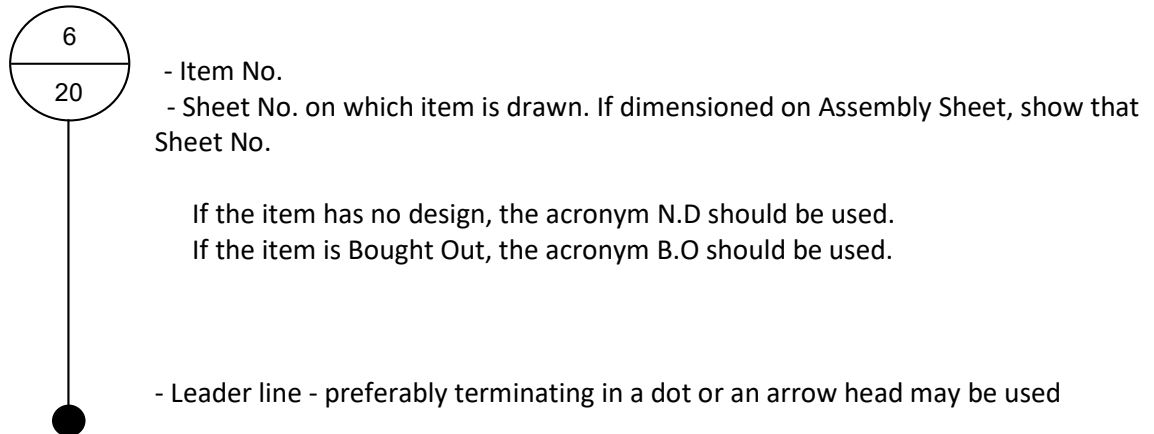 6
20
- Item No.
- Sheet No. on which item is drawn. If dimensioned on Assembly Sheet, show that
Sheet No.
If the item has no design, the acronym N.D should be used.
If the item is Bought Out, the acronym B.O should be used.
- Leader line - preferably terminating in a dot or an arrow head may be used